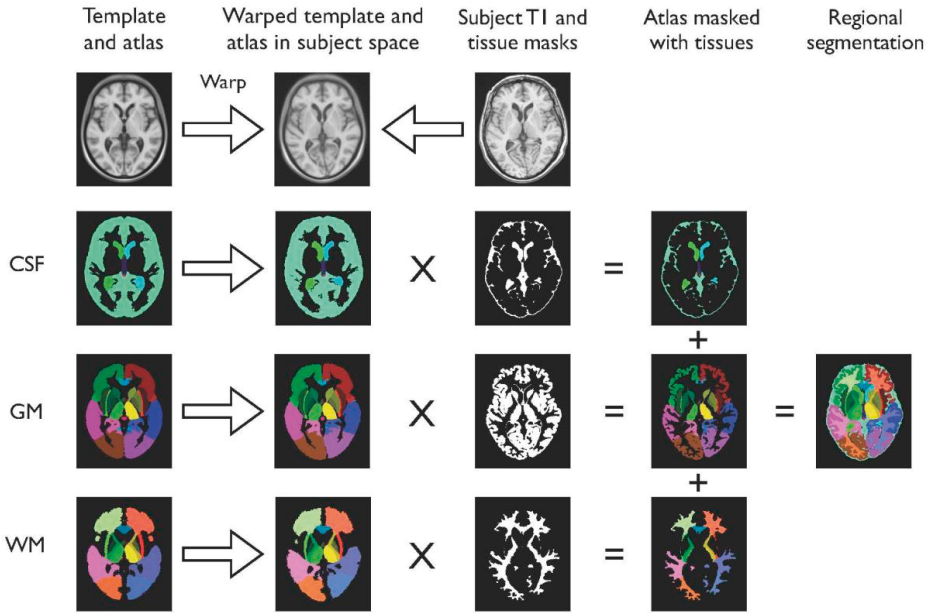 Template
and atlas
Warped template and
atlas in subject space
Subject T1 and
tissue masks
Atlas masked
with tissues
Regional
segmentation
Warp
CSF
X
=
+
GM
X
=
=
+
WM
X
=